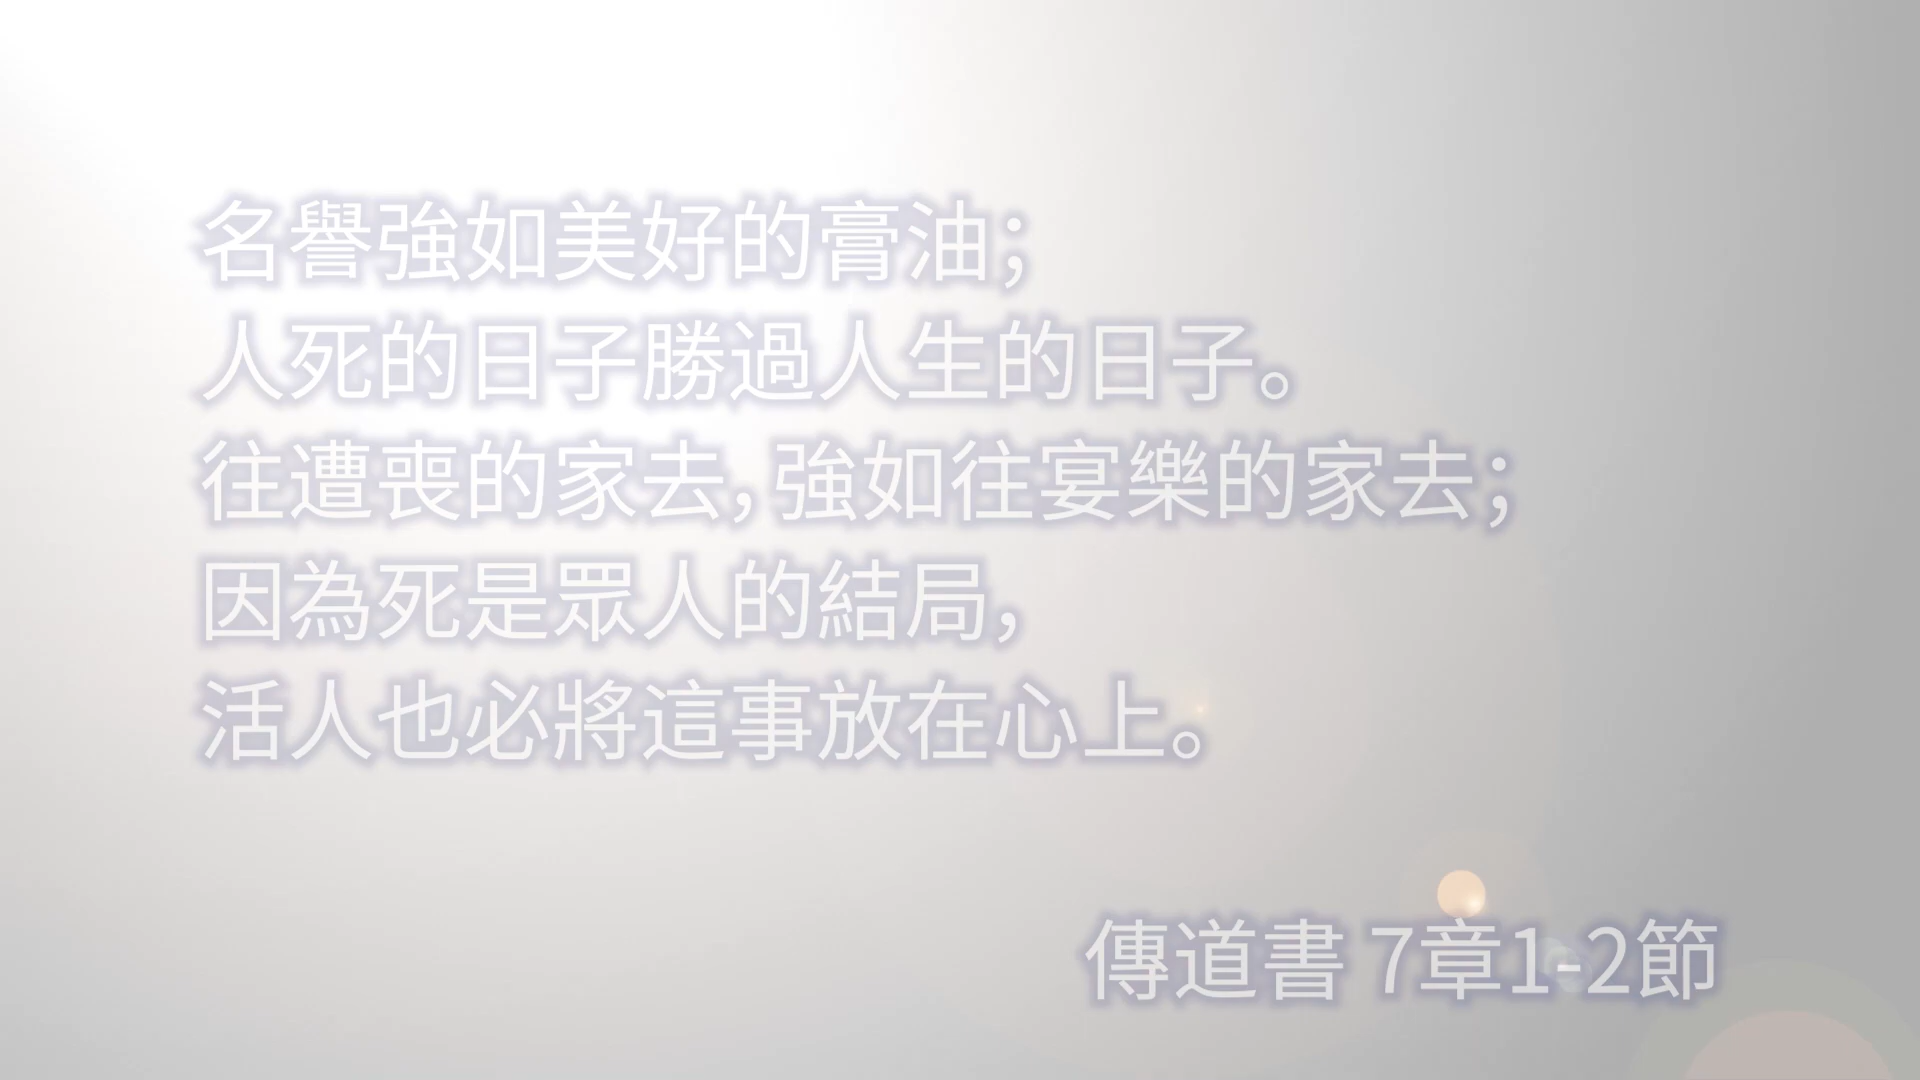 名譽強如美好的膏油；
人死的日子勝過人生的日子。
往遭喪的家去，強如往宴樂的家去；
因為死是眾人的結局，
活人也必將這事放在心上。
傳道書 7章1-2節